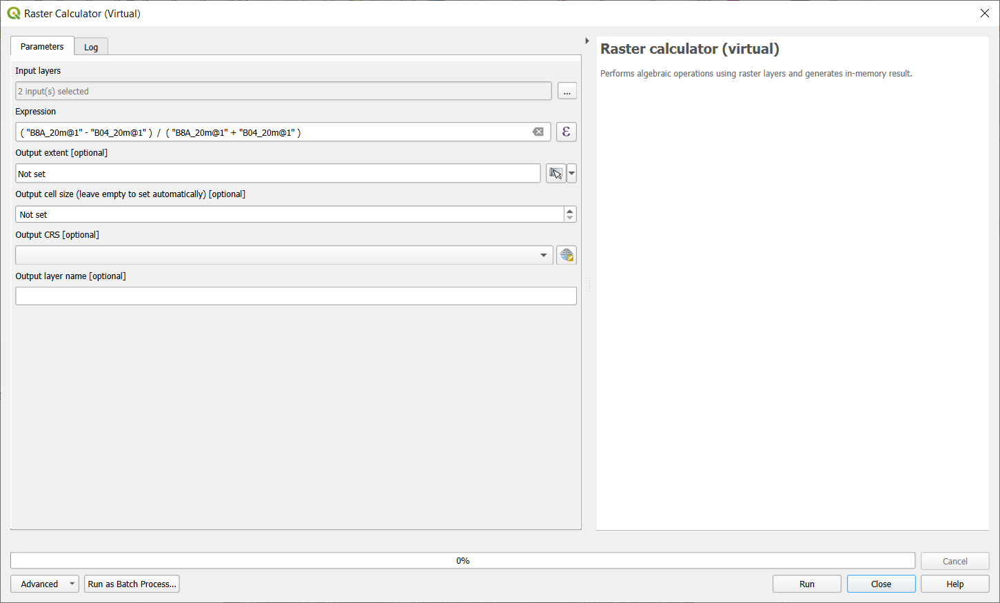 Raster Calculator (Virtual)
Parameters
Log
Input layers
2 input(s) selected
...
Expression
( "B8A_20m@1" - "B04_20m@1" )  /  ( "B8A_20m@1" + "B04_20m@1" )
ε
Output extent [optional]
Not set
Output cell size (leave empty to set automatically) [optional]
Not set
Output CRS [optional]
Output layer name [optional]
Raster calculator (virtual)
Performs algebraic operations using raster layers and generates in-memory result.
0%
Cancel
Advanced
Run as Batch Process...
Run
Close
Help